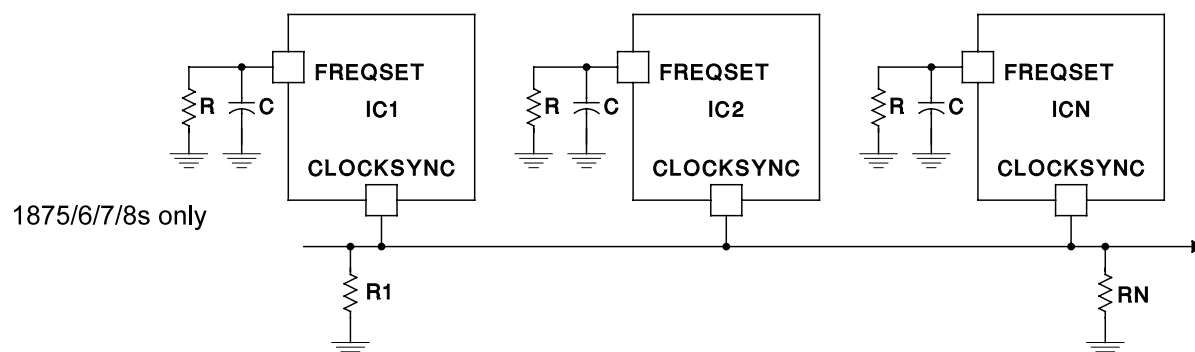 FREQSET
R
C
IC1
CLOCKSYNC
FREQSET
R
C
IC2
CLOCKSYNC
FREQSET
R
C
ICN
CLOCKSYNC
1875/6/7/8s only
R1
RN